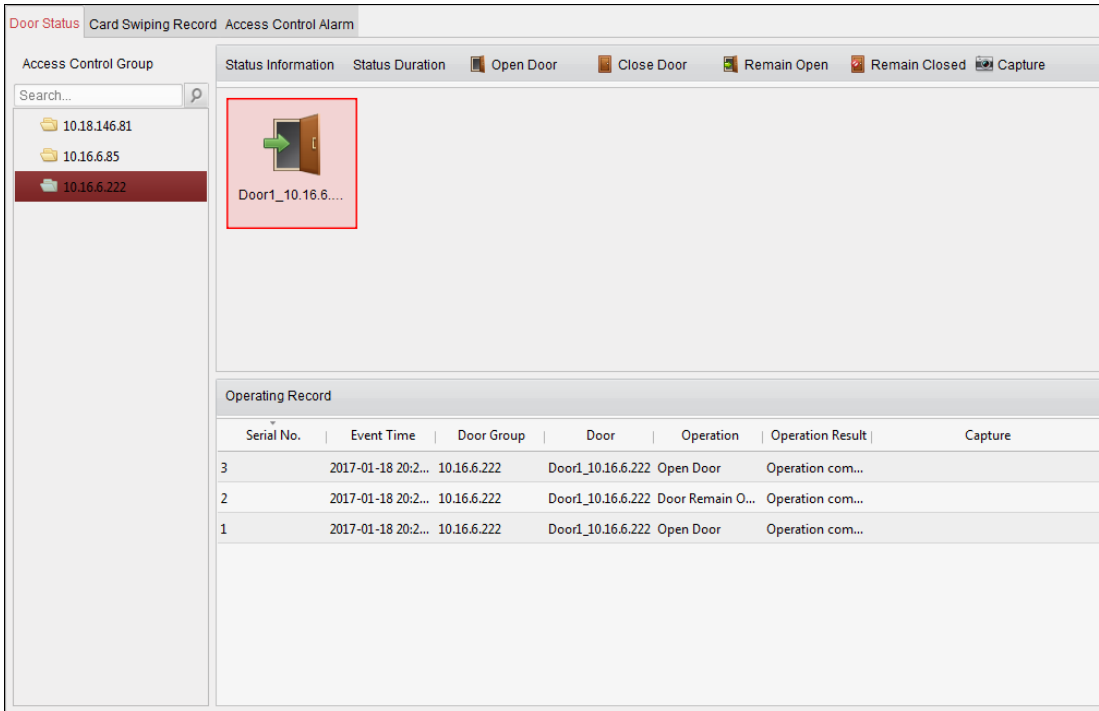 Door Status Card Swiping Record Access Control Alarm
Access Control Group
Search...
10.18.146.81
10.16.6.85
10.16.6.222
Status Information Status Duration Open Door Close Door Remain Open Remain Closed Capture
Door1_10.16.6....
Operating Record
Serial No. Event Time Door Group Door Operation Operation Result Capture
3 2017-01-18 20:2... 10.16.6.222 Door1_10.16.6.222 Open Door Operation com...
2 2017-01-18 20:2... 10.16.6.222 Door1_10.16.6.222 Door Remain O... Operation com...
1 2017-01-18 20:2... 10.16.6.222 Door1_10.16.6.222 Open Door Operation com...